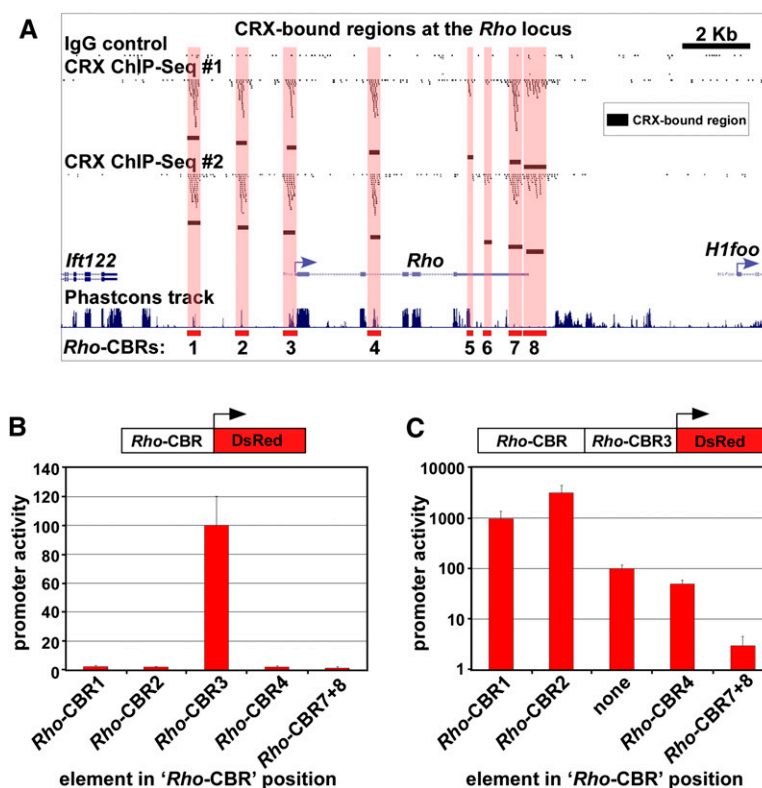 A
CRX-bound regions at the Rho locus
2 Kb
IgG control
CRX ChIP-Seq #1
CRX-bound region
CRX ChIP-Seq #2
Ift122
Rho
H1foo
Phastcons track
Rho-CBRs: 1 2 3 4 5 6 7 8
B
Rho-CBR DsRed
promoter activity
140
120
100
80
60
40
20
0
Rho-CBR1
Rho-CBR2
Rho-CBR3
Rho-CBR4
Rho-CBR7+8
element in ‘Rho-CBR’ position
C
Rho-CBR Rho-CBR3 DsRed
promoter activity
10000
1000
100
10
1
Rho-CBR1
Rho-CBR2
none
Rho-CBR4
Rho-CBR7+8
element in ‘Rho-CBR’ position